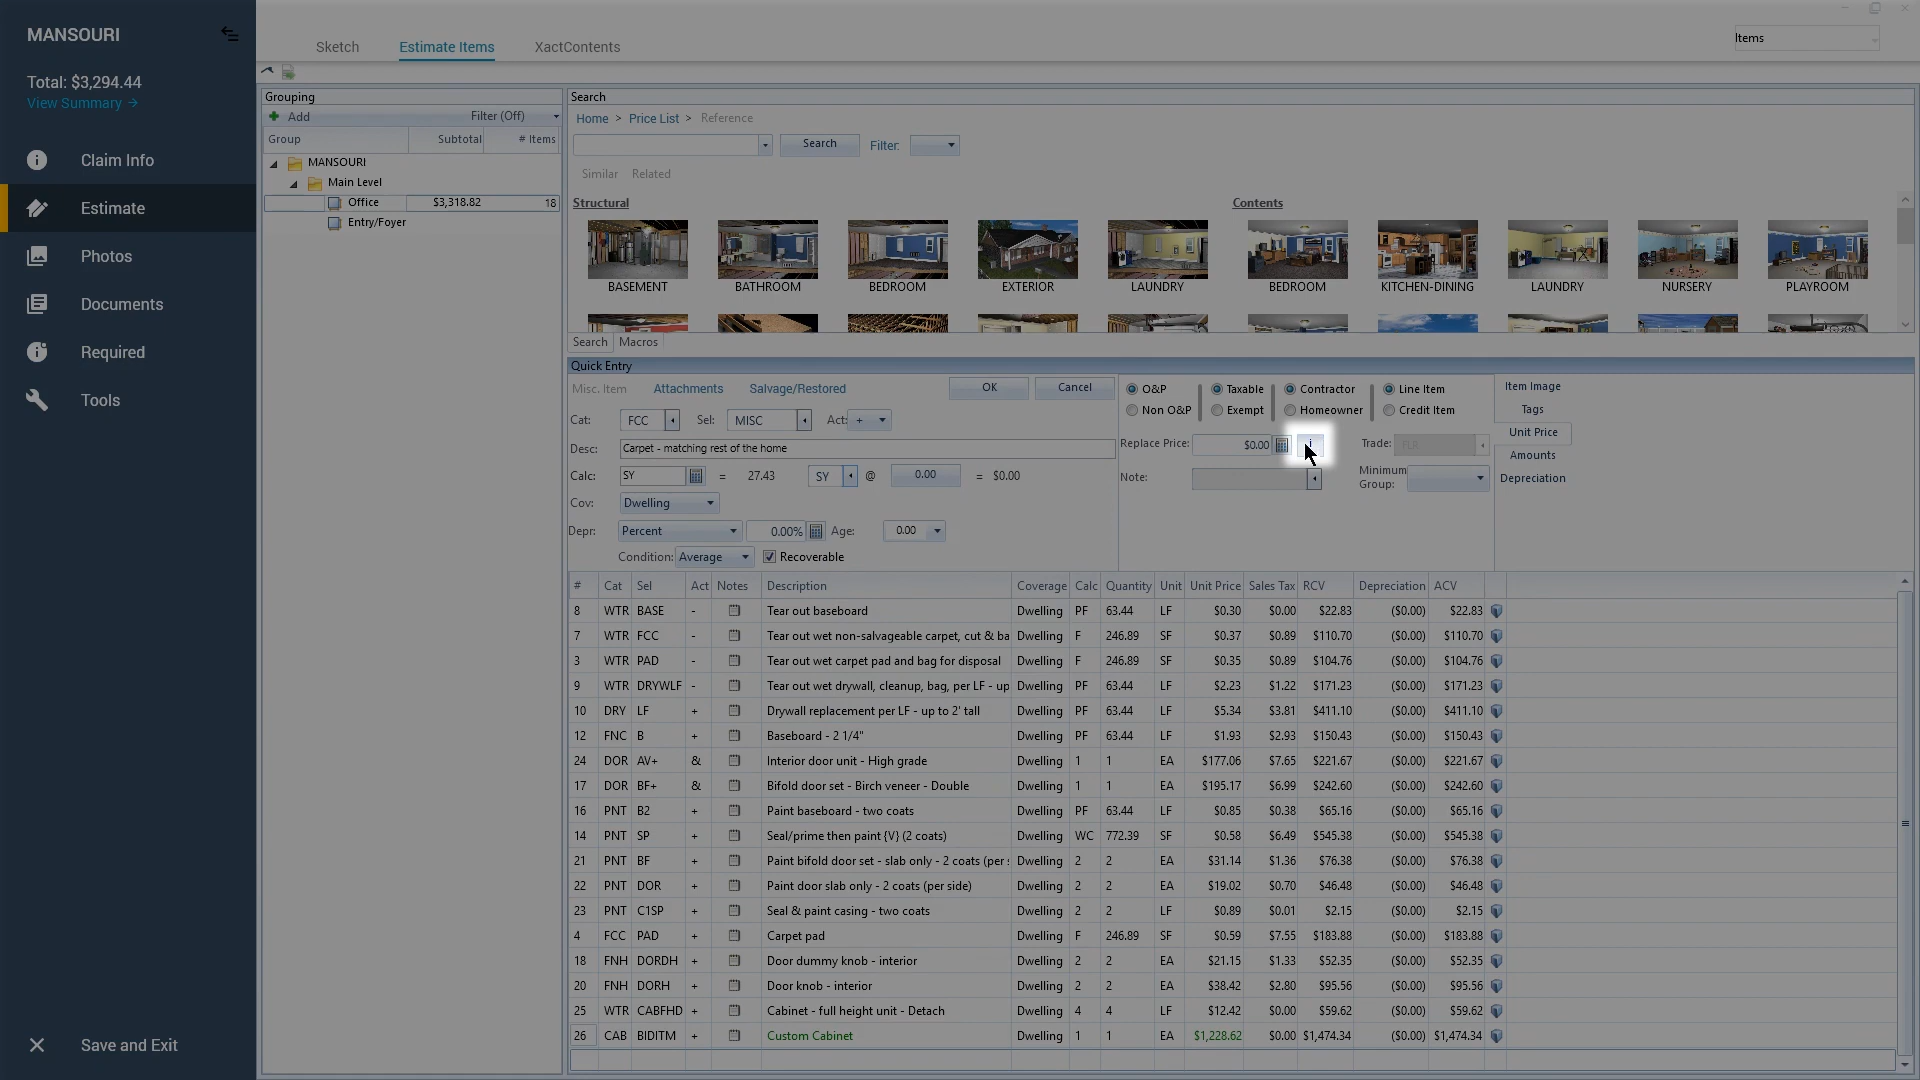 MANSOURI
Total: $3,294.44
View Summary →
Claim Info
Estimate
Photos
Documents
Required
Tools
Save and Exit
Sketch Estimate Items XactContents
Items
Grouping
Add Filter (Off)
Group Subtotal # Items
MANSOURI
Main Level
Office $3,318.82 18
Entry/Foyer
Search
Home > Price List > Reference
Search Filter:
Similar Related
Structural Contents
BASEMENT BATHROOM BEDROOM EXTERIOR LAUNDRY BEDROOM KITCHEN-DINING LAUNDRY NURSERY PLAYROOM
Search Macros
Quick Entry
Misc. Item Attachments Salvage/Restored OK Cancel
Cat: FCC Sel: MISC Act: +
Desc: Carpet - matching rest of the home
Calc: SY = 27.43 SY @ 0.00 = $0.00
Cov: Dwelling
Depr: Percent 0.00% Age: 0.00
Condition: Average Recoverable
O&P Taxable Contractor Line Item
Non O&P Exempt Homeowner Credit Item
Replace Price: $0.00 i Trade: FLR
Note: Minimum Group:
Item Image
Tags
Unit Price
Amounts
Depreciation
# Cat Sel Act Notes Description Coverage Calc Quantity Unit Unit Price Sales Tax RCV Depreciation ACV
8 WTR BASE - Tear out baseboard Dwelling PF 63.44 LF $0.30 $0.00 $22.83 ($0.00) $22.83
7 WTR FCC - Tear out wet non-salvageable carpet, cut & ba Dwelling F 246.89 SF $0.37 $0.89 $110.70 ($0.00) $110.70
3 WTR PAD - Tear out wet carpet pad and bag for disposal Dwelling F 246.89 SF $0.35 $0.89 $104.76 ($0.00) $104.76
9 WTR DRYWLF - Tear out wet drywall, cleanup, bag, per LF - up Dwelling PF 63.44 LF $2.23 $1.22 $171.23 ($0.00) $171.23
10 DRY LF + Drywall replacement per LF - up to 2' tall Dwelling PF 63.44 LF $5.34 $3.81 $411.10 ($0.00) $411.10
12 FNC B + Baseboard - 2 1/4" Dwelling PF 63.44 LF $1.93 $2.93 $150.43 ($0.00) $150.43
24 DOR AV+ & Interior door unit - High grade Dwelling 1 1 EA $177.06 $7.65 $221.67 ($0.00) $221.67
17 DOR BF+ & Bifold door set - Birch veneer - Double Dwelling 1 1 EA $195.17 $6.99 $242.60 ($0.00) $242.60
16 PNT B2 + Paint baseboard - two coats Dwelling PF 63.44 LF $0.85 $0.38 $65.16 ($0.00) $65.16
14 PNT SP + Seal/prime then paint {V} (2 coats) Dwelling WC 772.39 SF $0.58 $6.49 $545.38 ($0.00) $545.38
21 PNT BF + Paint bifold door set - slab only - 2 coats (per s Dwelling 2 2 EA $31.14 $1.36 $76.38 ($0.00) $76.38
22 PNT DOR + Paint door slab only - 2 coats (per side) Dwelling 2 2 EA $19.02 $0.70 $46.48 ($0.00) $46.48
23 PNT C1SP + Seal & paint casing - two coats Dwelling 2 2 LF $0.89 $0.01 $2.15 ($0.00) $2.15
4 FCC PAD + Carpet pad Dwelling F 246.89 SF $0.59 $7.55 $183.88 ($0.00) $183.88
18 FNH DORDH + Door dummy knob - interior Dwelling 2 2 EA $21.15 $1.33 $52.35 ($0.00) $52.35
20 FNH DORH + Door knob - interior Dwelling 2 2 EA $38.42 $2.80 $95.56 ($0.00) $95.56
25 WTR CABFHD + Cabinet - full height unit - Detach Dwelling 4 4 LF $12.42 $0.00 $59.62 ($0.00) $59.62
26 CAB BIDITM + Custom Cabinet Dwelling 1 1 EA $1,228.62 $0.00 $1,474.34 ($0.00) $1,474.34